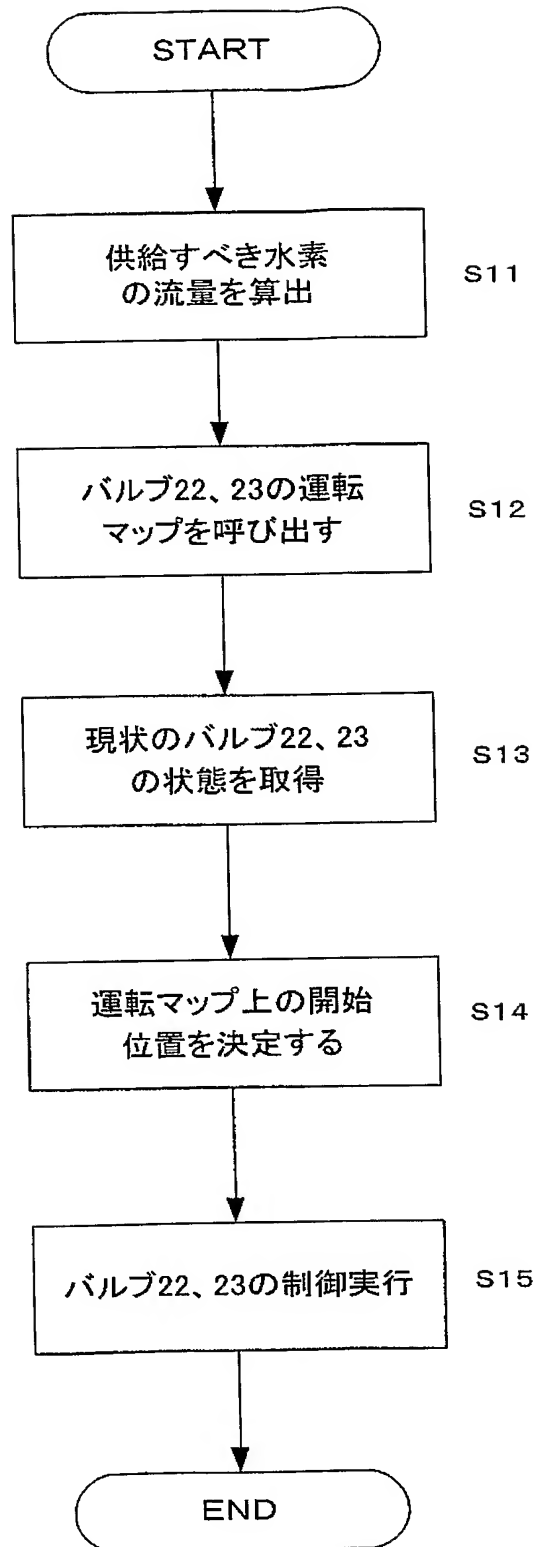 START
供給すべき水素
の流量を算出
S11
バルブ22、23の運転
マップを呼び出す
S12
現状のバルブ22、23
の状態を取得
S13
運転マップ上の開始
位置を決定する
S14
バルブ22、23の制御実行
S15
END